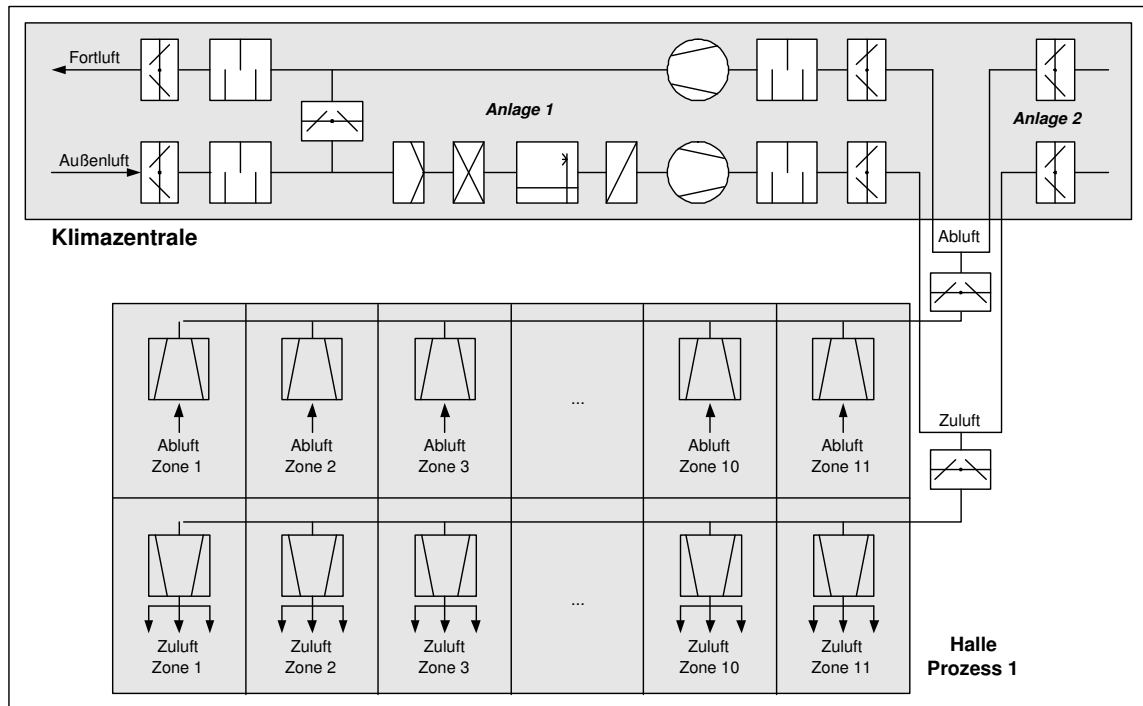 Fortluft
Anlage 1
Anlage 2
Außenluft
Klimazentrale
Abluft
Abluft
Zone 1
Abluft
Zone 2
Abluft
Zone 3
...
Abluft
Zone 10
Abluft
Zone 11
Zuluft
Zuluft
Zone 1
Zuluft
Zone 2
Zuluft
Zone 3
...
Zuluft
Zone 10
Zuluft
Zone 11
Halle
Prozess 1